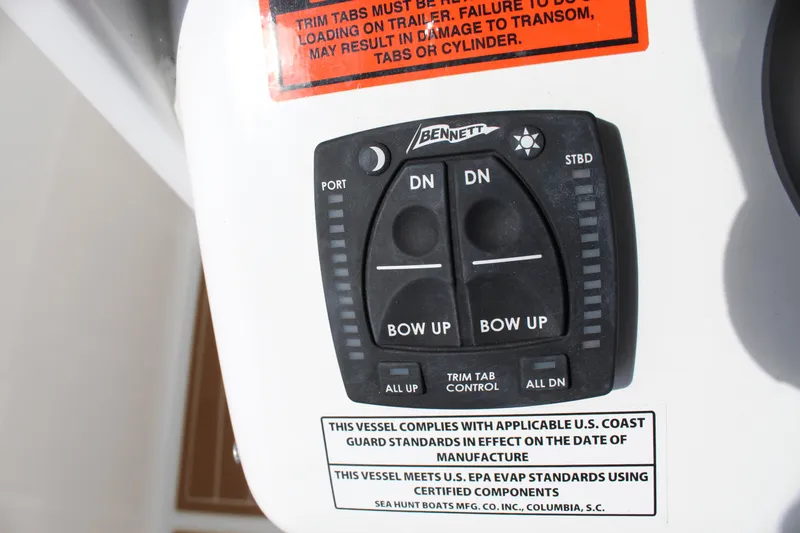 TRIM TABS MUST BE
LOADING ON TRAILER. FAILURE TO DO
MAY RESULT IN DAMAGE TO TRANSOM,
TABS OR CYLINDER.
BENNETT
PORT
STBD
DN
DN
BOW UP
BOW UP
ALL UP
TRIM TAB
CONTROL
ALL DN
THIS VESSEL COMPLIES WITH APPLICABLE U.S. COAST
GUARD STANDARDS IN EFFECT ON THE DATE OF
MANUFACTURE
THIS VESSEL MEETS U.S. EPA EVAP STANDARDS USING
CERTIFIED COMPONENTS
SEA HUNT BOATS MFG. CO. INC., COLUMBIA, S.C.